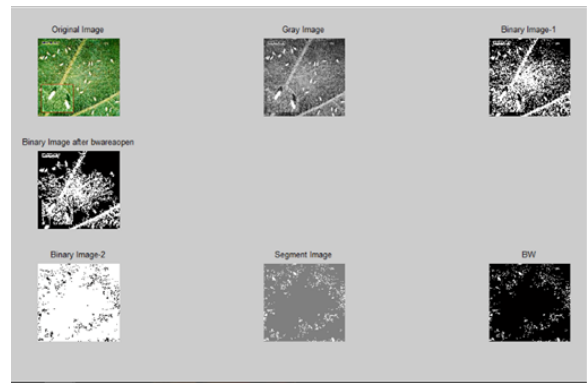 Original Image
Gray Image
Binary Image-1
Binary Image after bwareaopen
Binary Image-2
Segment Image
BW